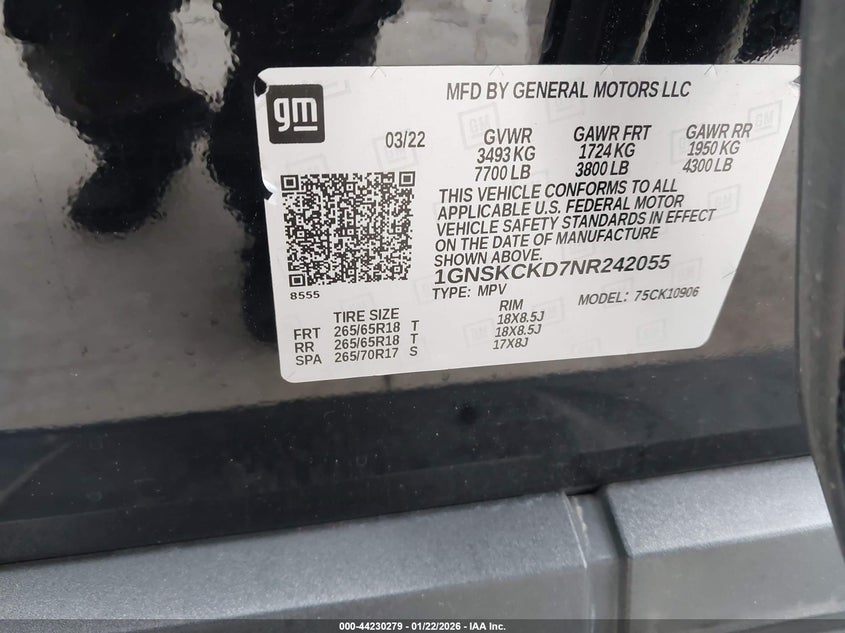 gm
MFD BY GENERAL MOTORS LLC
03/22
GVWR GAWR FRT GAWR RR
3493 KG 1724 KG 1950 KG
7700 LB 3800 LB 4300 LB
THIS VEHICLE CONFORMS TO ALL
APPLICABLE U.S. FEDERAL MOTOR
VEHICLE SAFETY STANDARDS IN EFFECT
ON THE DATE OF MANUFACTURE
SHOWN ABOVE.
1GNSKCKD7NR242055
8555
TYPE: MPV MODEL: 75CK10906
TIRE SIZE RIM
FRT 265/65R18 T 18X8.5J
RR 265/65R18 T 18X8.5J
SPA 265/70R17 S 17X8J
000-44230279 - 01/22/2026 - IAA Inc.